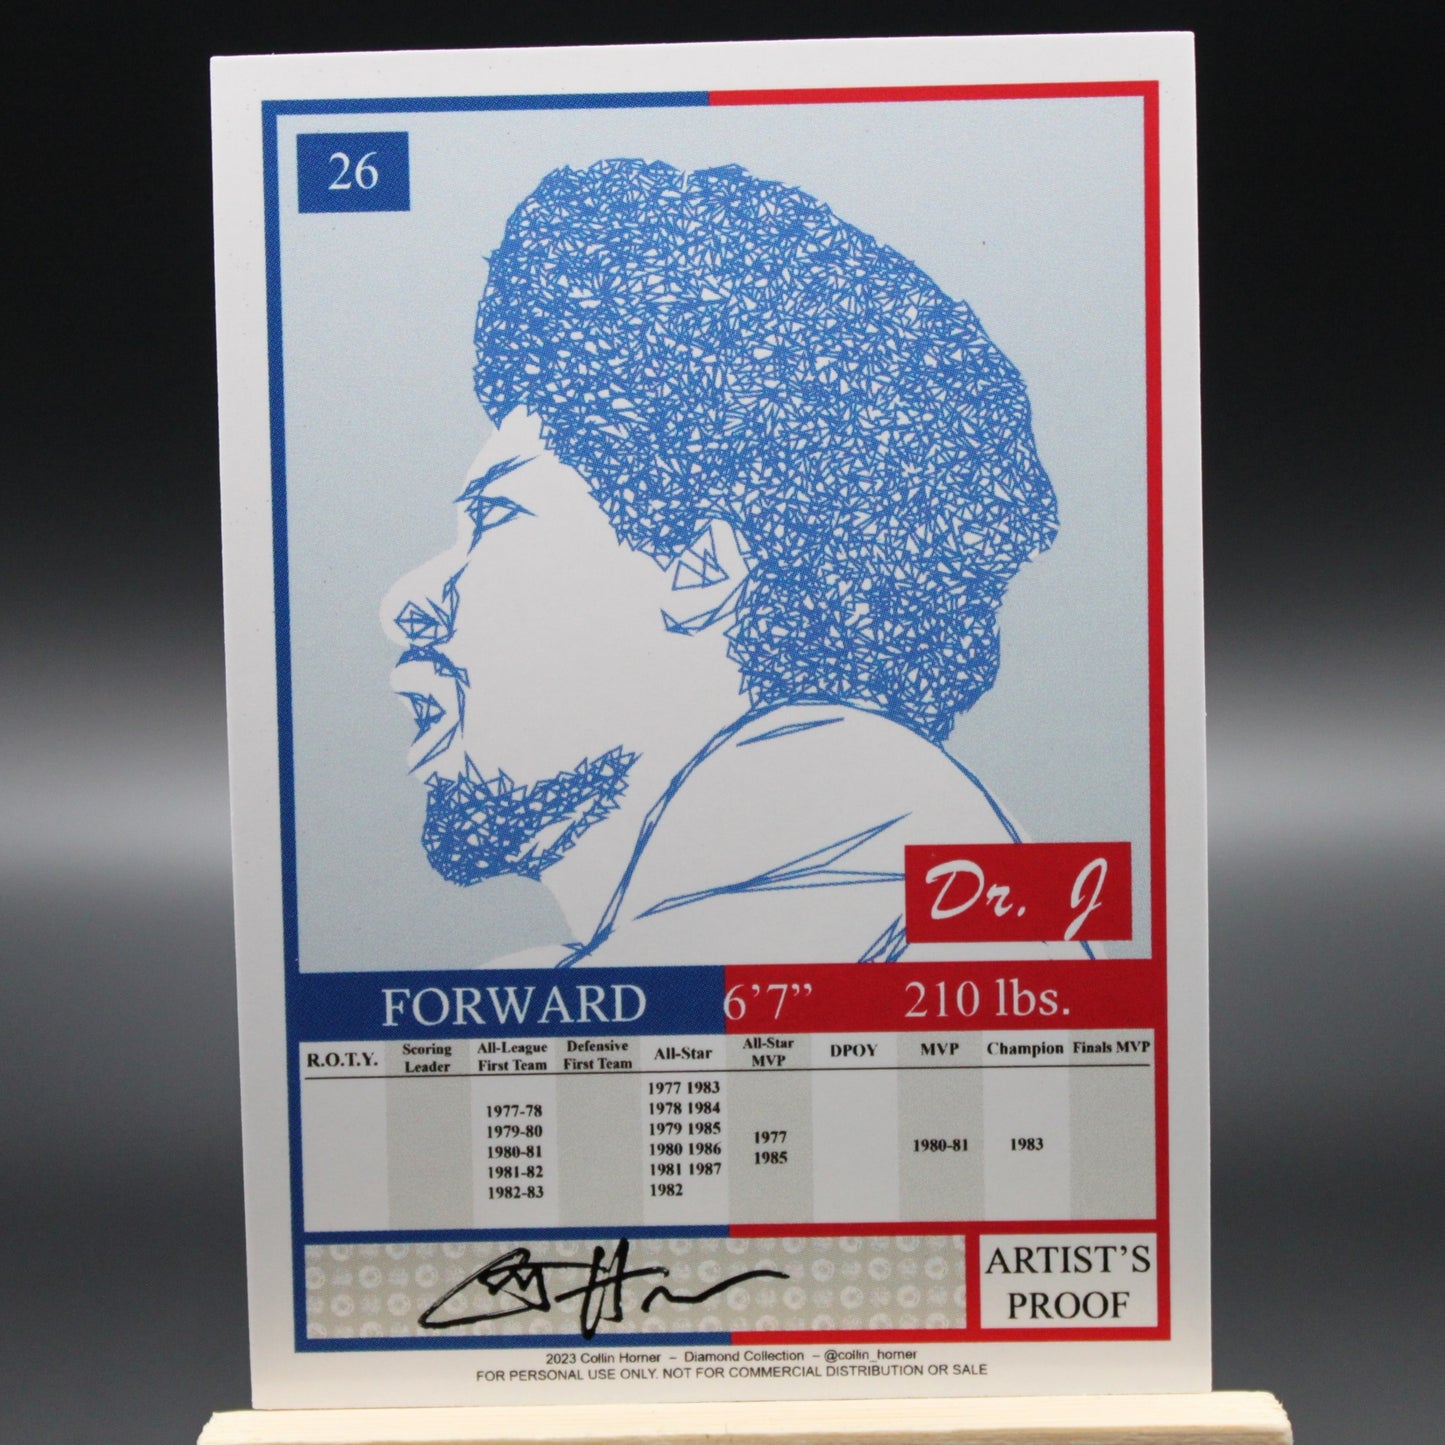 26
Dr. J
FORWARD 6'7” 210 lbs.
R.O.T.Y. Scoring Leader All-League First Team Defensive First Team All-Star All-Star MVP DPOY MVP Champion Finals MVP
1977-78
1979-80
1980-81
1981-82
1982-83
1977 1983
1978 1984
1979 1985
1980 1986
1981 1987
1982
1977
1985
1980-81
1983
ARTIST'S
PROOF
2023 Collin Horner – Diamond Collection – @collin_horner
FOR PERSONAL USE ONLY. NOT FOR COMMERCIAL DISTRIBUTION OR SALE